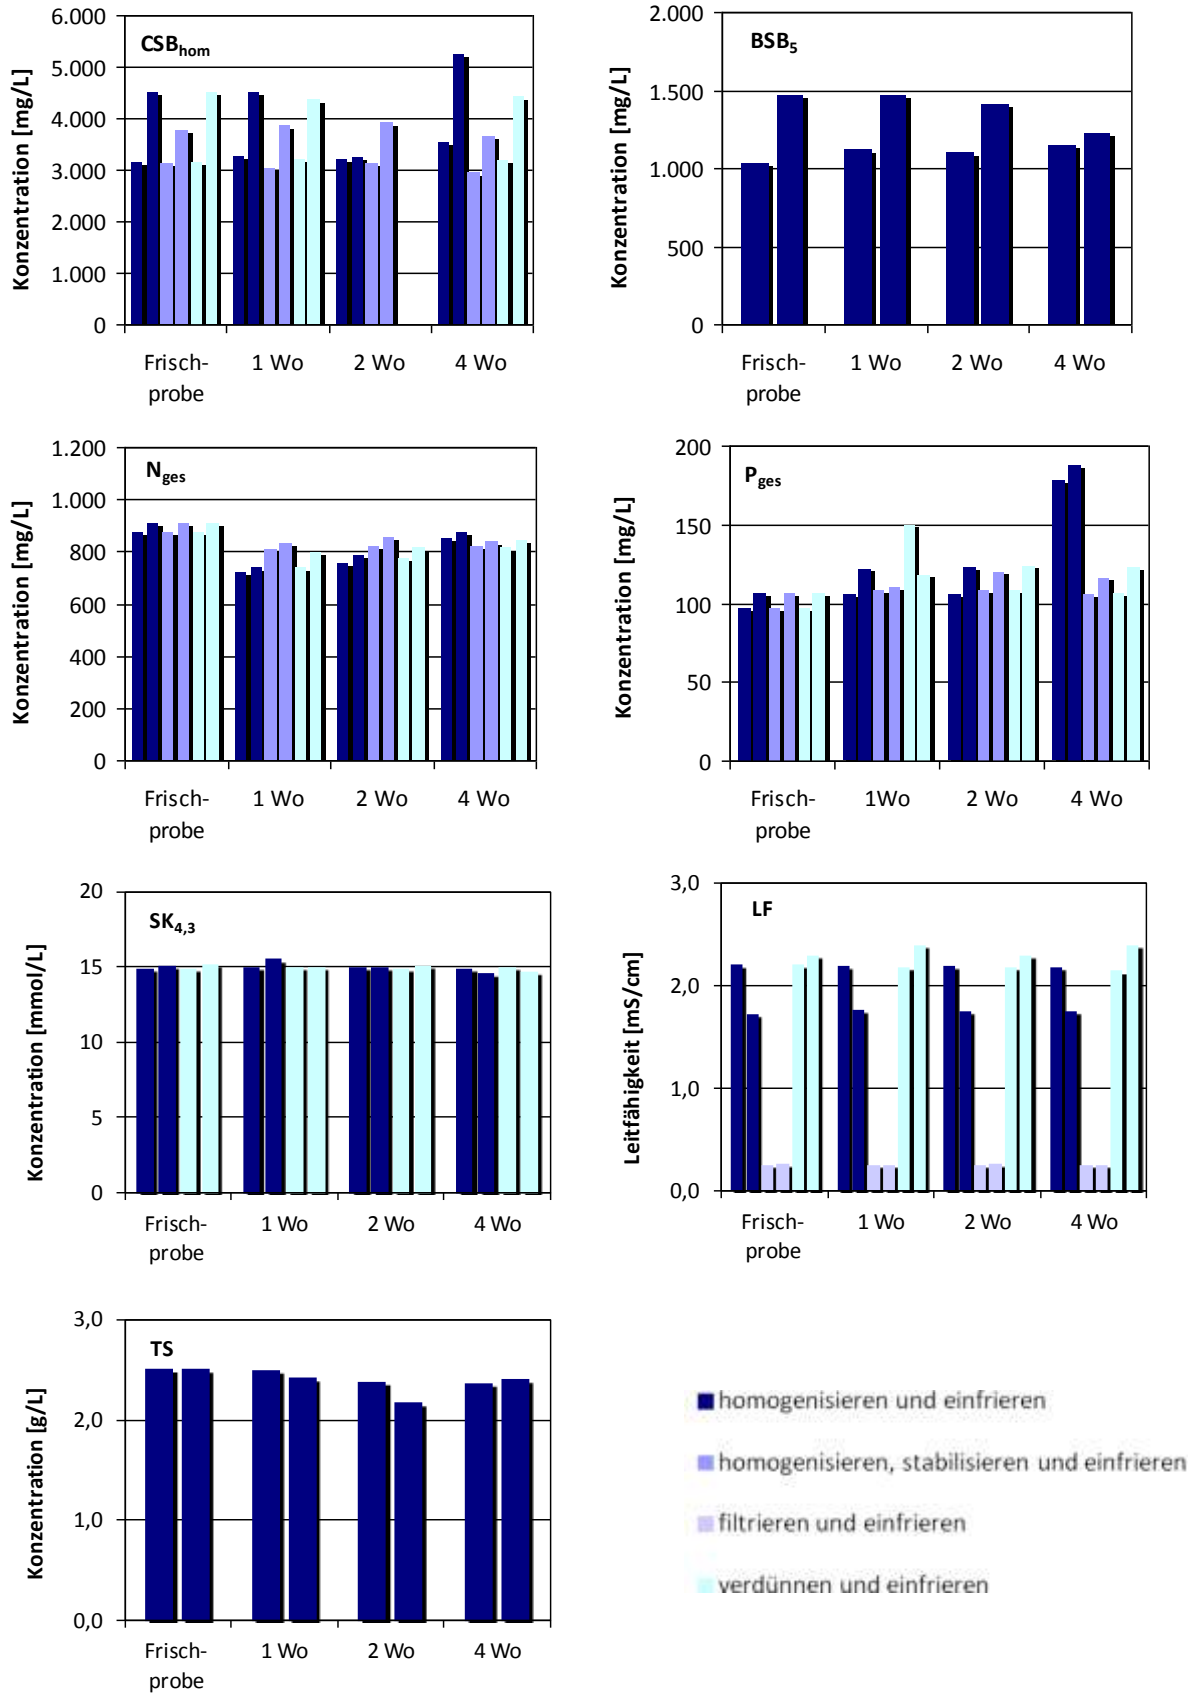 CSBhom
Konzentration [mg/L]
6.000
5.000
4.000
3.000
2.000
1.000
0
Frisch-
probe
1 Wo
2 Wo
4 Wo
BSB5
Konzentration [mg/L]
2.000
1.500
1.000
500
0
Frisch-
probe
1 Wo
2 Wo
4 Wo
Nges
Konzentration [mg/L]
1.200
1.000
800
600
400
200
0
Frisch-
probe
1 Wo
2 Wo
4 Wo
Pges
Konzentration [mg/L]
200
150
100
50
0
Frisch-
probe
1Wo
2 Wo
4 Wo
SK4,3
Konzentration [mmol/L]
20
15
10
5
0
Frisch-
probe
1 Wo
2 Wo
4 Wo
LF
Leitfähigkeit [mS/cm]
3,0
2,0
1,0
0,0
Frisch-
probe
1 Wo
2 Wo
4 Wo
TS
Konzentration [g/L]
3,0
2,0
1,0
0,0
Frisch-
probe
1 Wo
2 Wo
4 Wo
homogenisieren und einfrieren
homogenisieren, stabilisieren und einfrieren
filtrieren und einfrieren
verdünnen und einfrieren